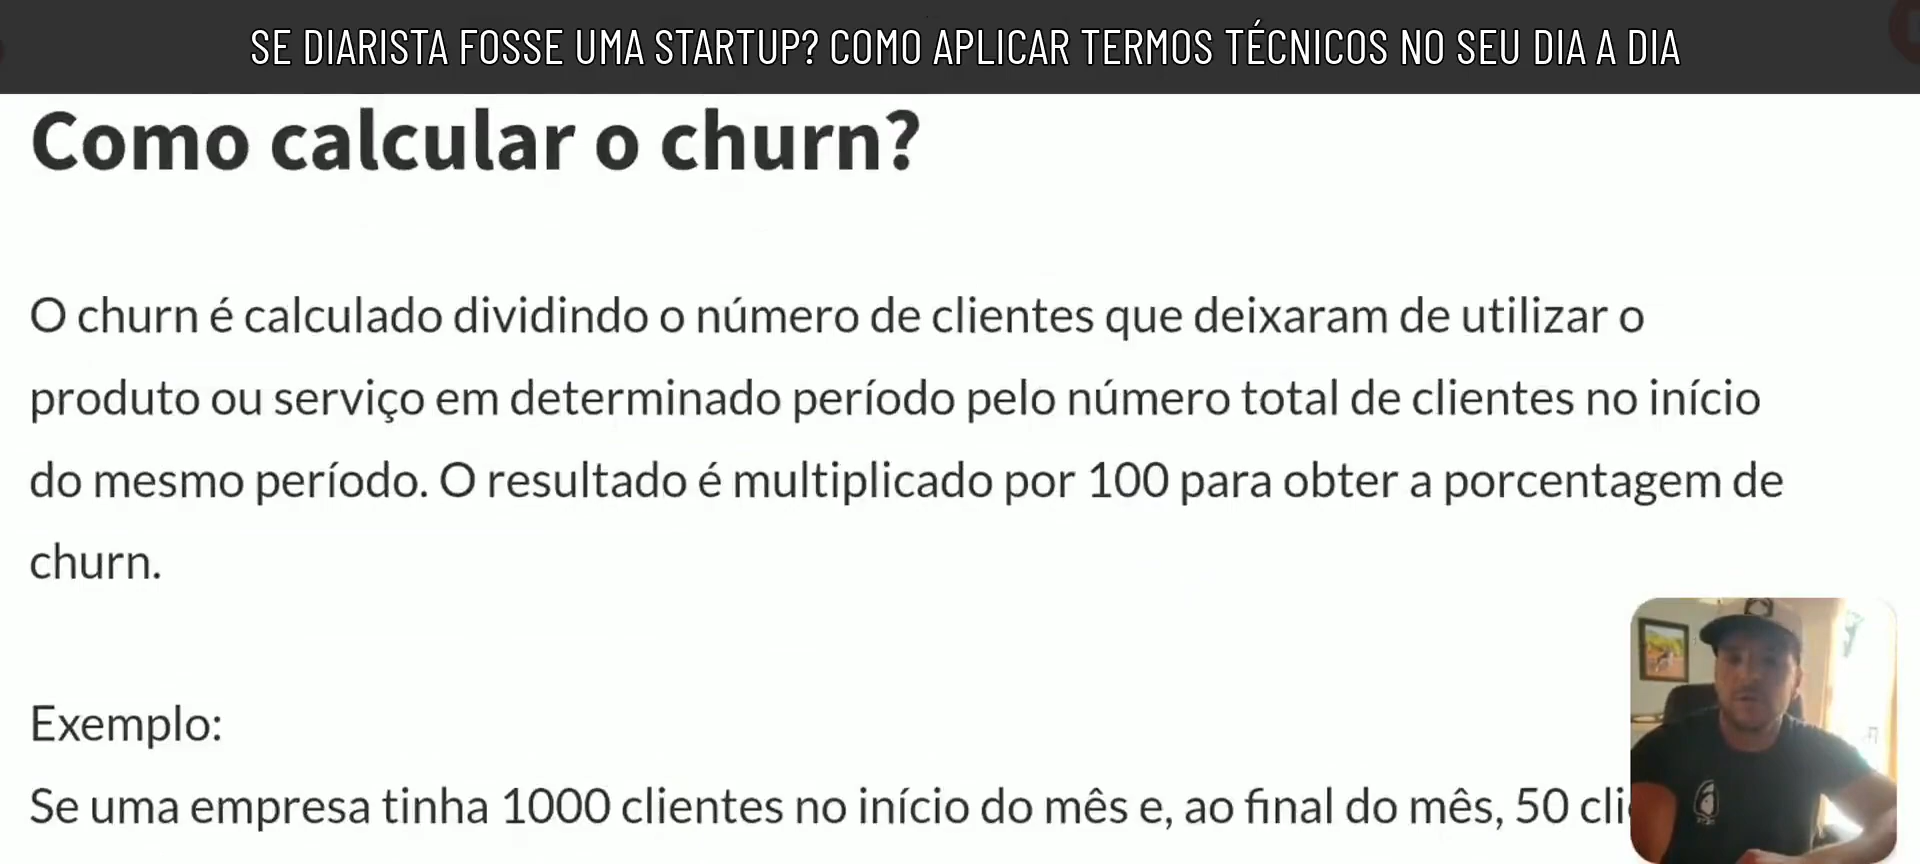 SE DIARISTA FOSSE UMA STARTUP? COMO APLICAR TERMOS TÉCNICOS NO SEU DIA A DIA
Como calcular o churn?
O churn é calculado dividindo o número de clientes que deixaram de utilizar o
produto ou serviço em determinado período pelo número total de clientes no início
do mesmo período. O resultado é multiplicado por 100 para obter a porcentagem de
churn.
Exemplo:
Se uma empresa tinha 1000 clientes no início do mês e, ao final do mês, 50 cli